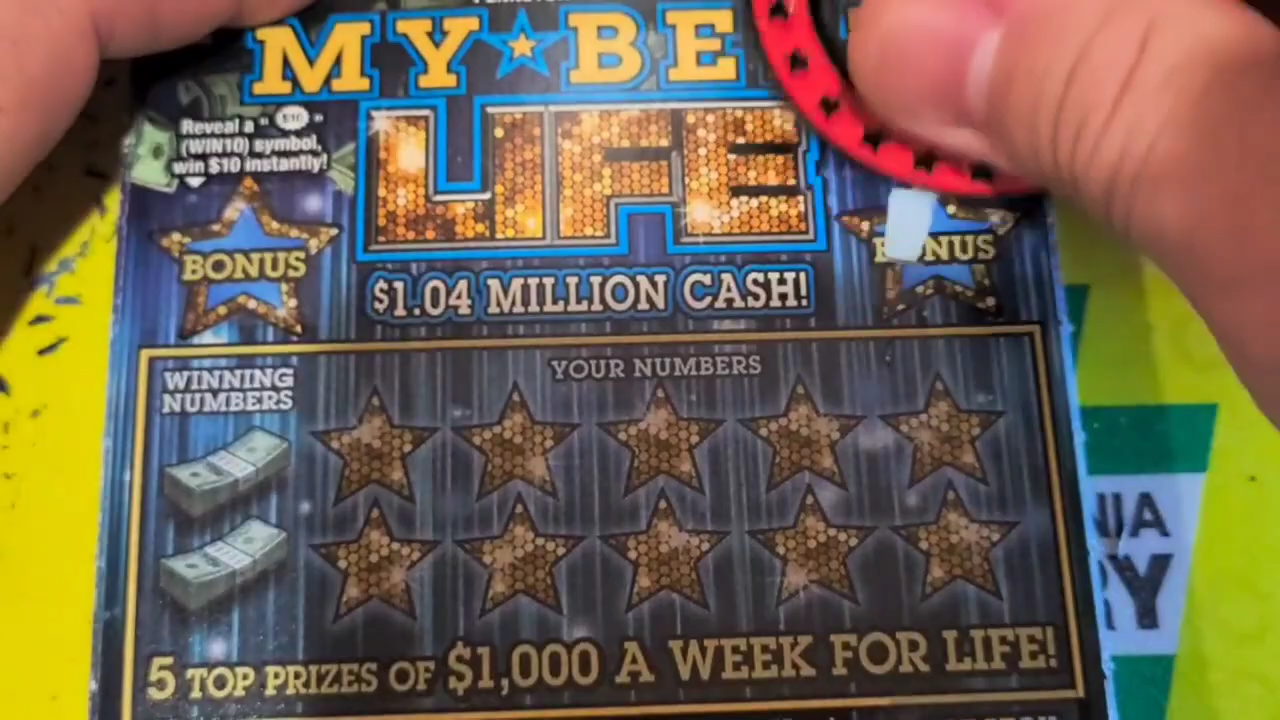 MY★BE
LIFE
Reveal a "$10"
(WIN10) symbol,
win $10 instantly!
BONUS
BONUS
$1.04 MILLION CASH!
WINNING
NUMBERS
YOUR NUMBERS
5 TOP PRIZES OF $1,000 A WEEK FOR LIFE!
NIA
RY